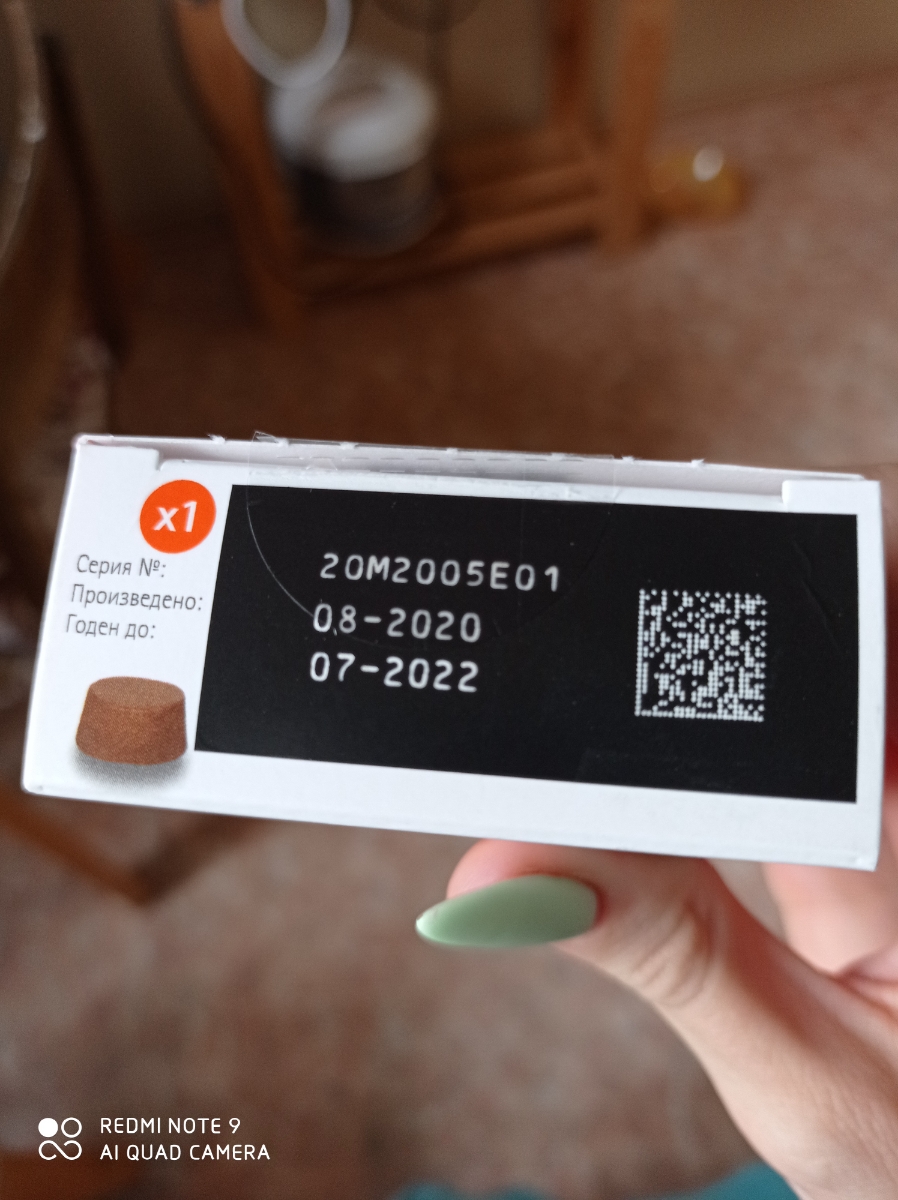 x1
Серия №:
Произведено:
Годен до:
20M2005E01
08-2020
07-2022
REDMI NOTE 9
AI QUAD CAMERA